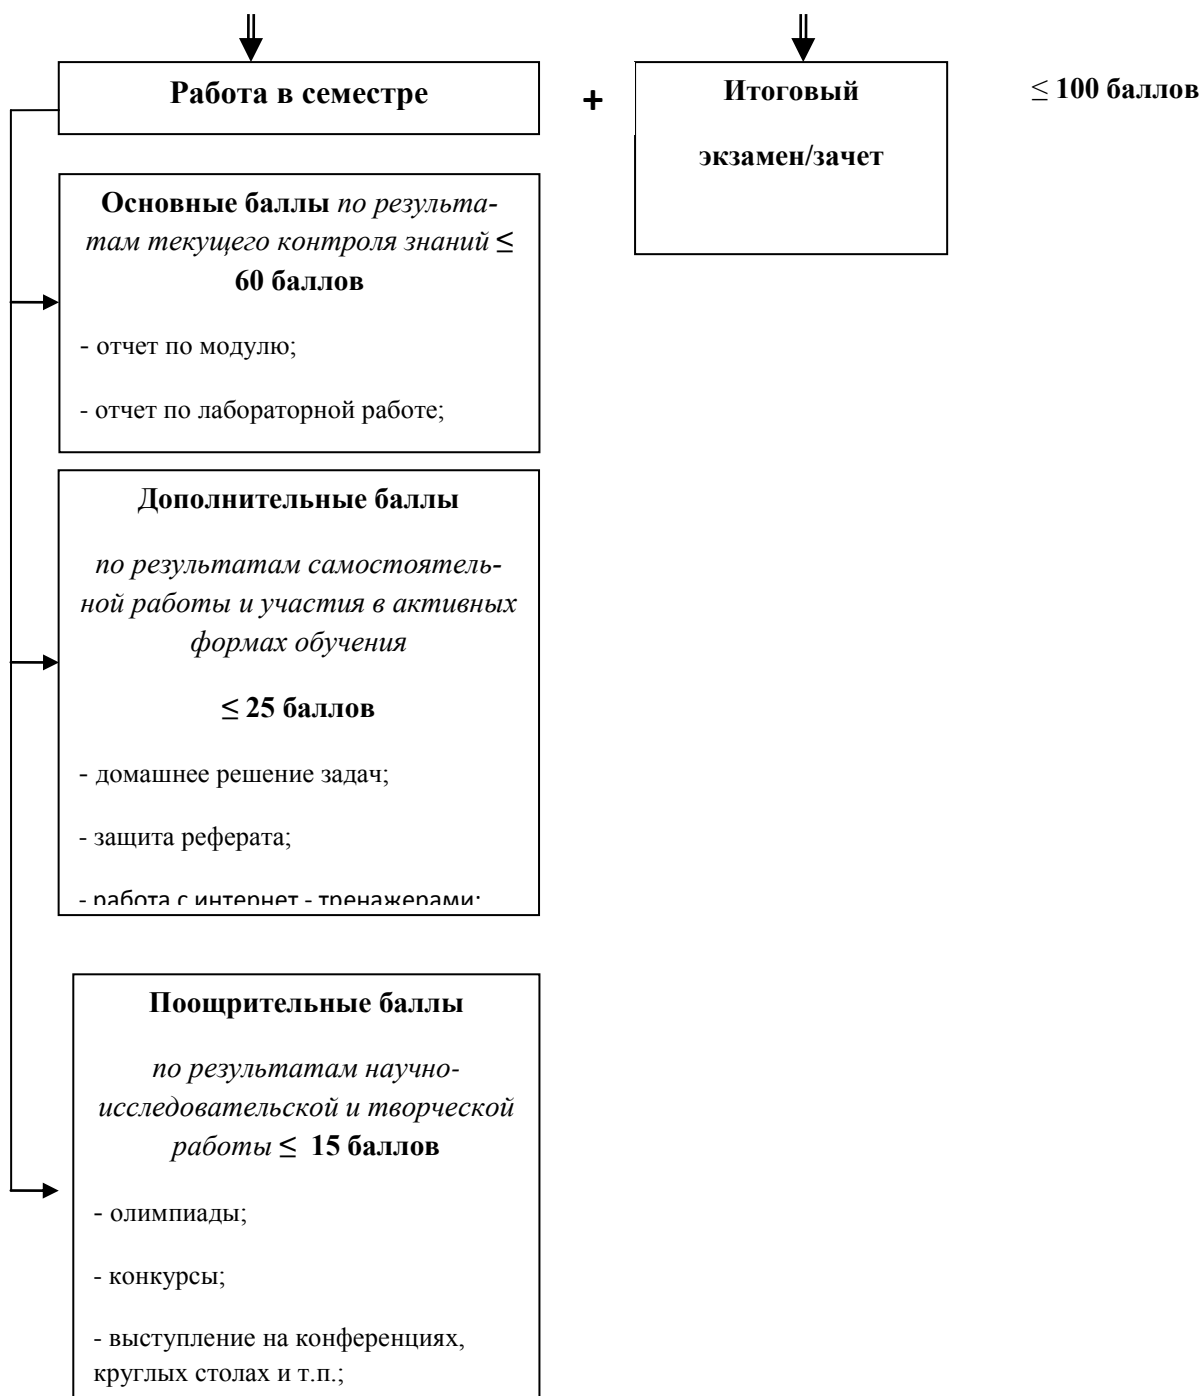 Работа в семестре
+
Итоговый
экзамен/зачет
≤ 100 баллов
Основные баллы по результа-
там текущего контроля знаний ≤
60 баллов
- отчет по модулю;
- отчет по лабораторной работе;
Дополнительные баллы
по результатам самостоятель-
ной работы и участия в активных
формах обучения
≤ 25 баллов
- домашнее решение задач;
- защита реферата;
- работа с интернет - тренажерами;
Поощрительные баллы
по результатам научно-
исследовательской и творческой
работы ≤ 15 баллов
- олимпиады;
- конкурсы;
- выступление на конференциях,
круглых столах и т.п.;